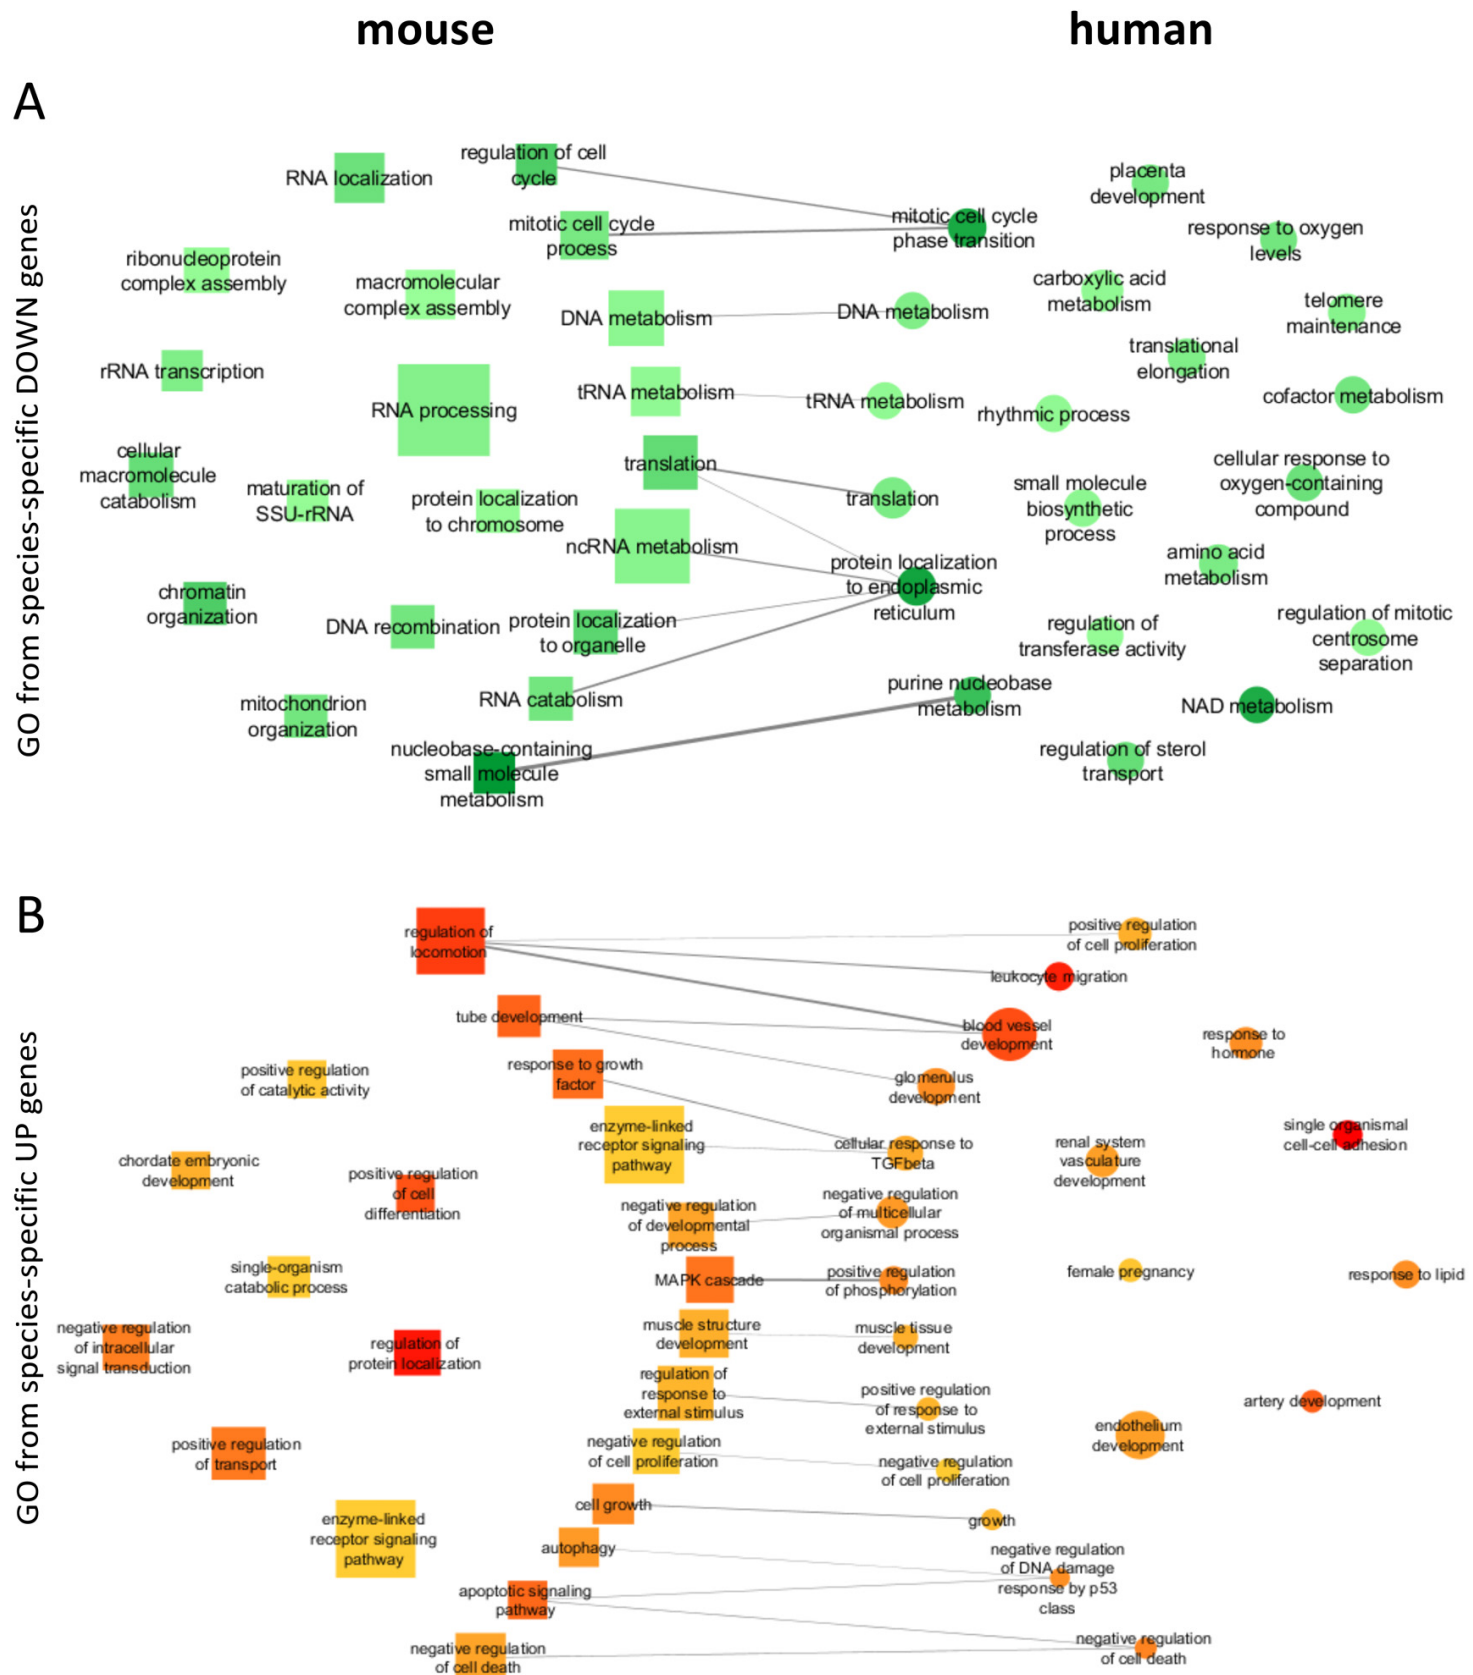 mouse
human
A
GO from species-specific DOWN genes
RNA localization
regulation of cell
cycle
mitotic cell cycle
process
ribonucleoprotein
complex assembly
macromolecular
complex assembly
DNA metabolism
rRNA transcription
RNA processing
tRNA metabolism
cellular
macromolecule
catabolism
maturation of
SSU-rRNA
protein localization
to chromosome
translation
ncRNA metabolism
chromatin
organization
DNA recombination
protein localization
to organelle
mitochondrion
organization
RNA catabolism
nucleobase-containing
small molecule
metabolism
placenta
development
mitotic cell cycle
phase transition
response to oxygen
levels
carboxylic acid
metabolism
DNA metabolism
telomere
maintenance
translational
elongation
tRNA metabolism
rhythmic process
cofactor metabolism
translation
small molecule
biosynthetic
process
cellular response to
oxygen-containing
compound
protein localization
to endoplasmic
reticulum
amino acid
metabolism
regulation of
transferase activity
regulation of mitotic
centrosome
separation
purine nucleobase
metabolism
NAD metabolism
regulation of sterol
transport
B
GO from species-specific UP genes
regulation of
locomotion
tube development
positive regulation
of catalytic activity
response to growth
factor
enzyme-linked
receptor signaling
pathway
chordate embryonic
development
positive regulation
of cell
differentiation
negative regulation
of developmental
process
single-organism
catabolic process
MAPK cascade
negative regulation
of intracellular
signal transduction
regulation of
protein localization
muscle structure
development
regulation of
response to
external stimulus
positive regulation
of transport
negative regulation
of cell proliferation
cell growth
enzyme-linked
receptor signaling
pathway
autophagy
apoptotic signaling
pathway
negative regulation
of cell death
positive regulation
of cell proliferation
leukocyte migration
blood vessel
development
response to
hormone
glomerulus
development
single organismal
cell-cell adhesion
cellular response to
TGFbeta
renal system
vasculature
development
negative regulation
of multicellular
organismal process
positive regulation
of phosphorylation
female pregnancy
response to lipid
muscle tissue
development
positive regulation
of response to
external stimulus
artery development
endothelium
development
negative regulation
of cell proliferation
growth
negative regulation
of DNA damage
response by p53
class
negative regulation
of cell death